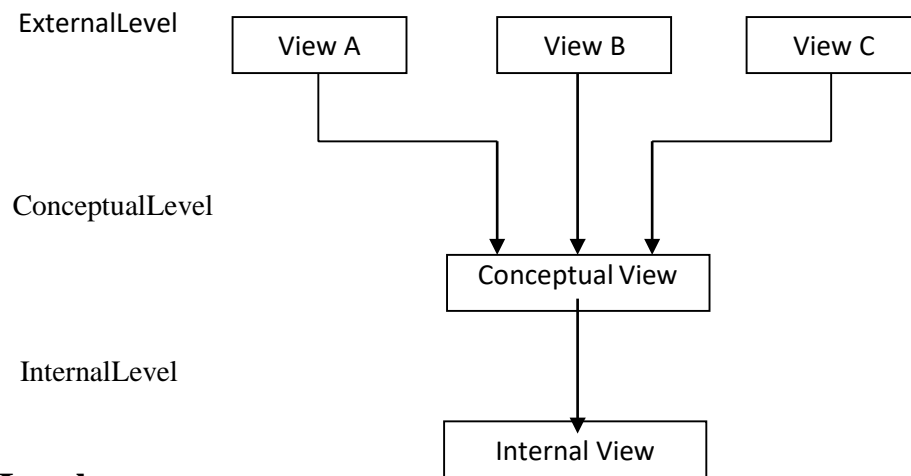 ExternalLevel
View A
View B
View C
ConceptualLevel
Conceptual View
InternalLevel
Internal View